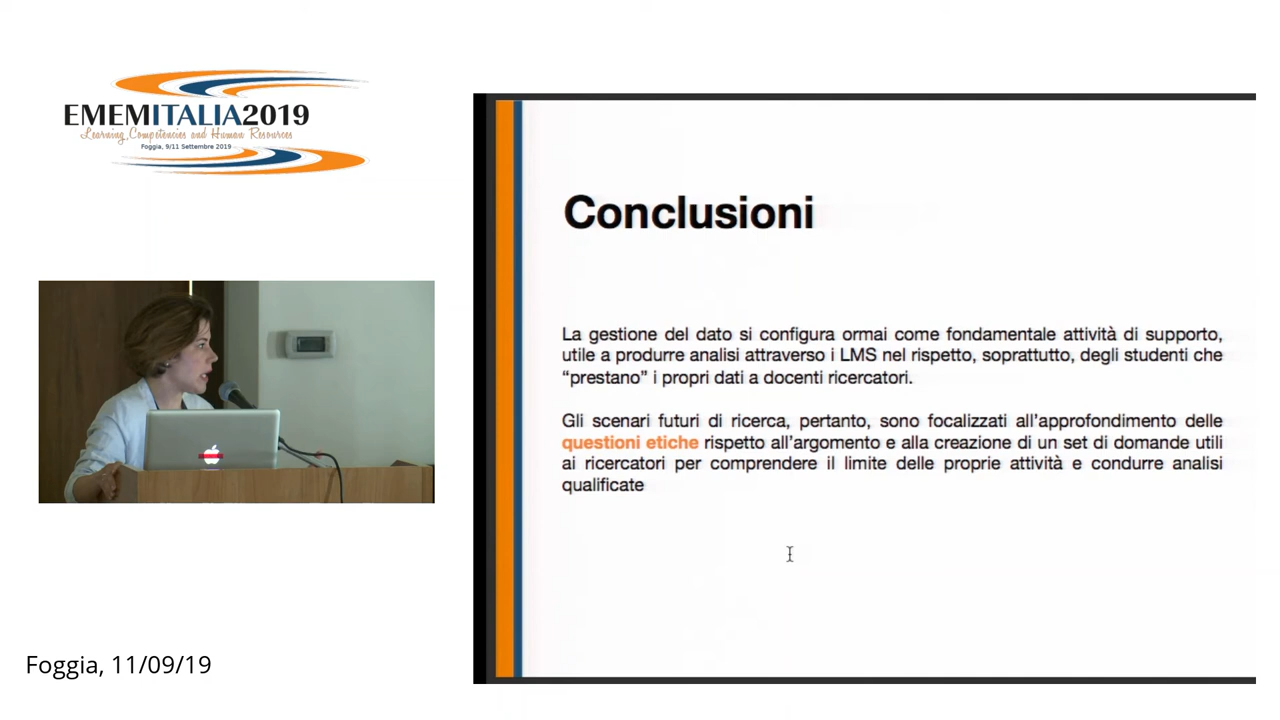 EMEMITALIA2019
Learning, Competencies and Human Resources
Foggia, 9/11 Settembre 2019
Conclusioni
La gestione del dato si configura ormai come fondamentale attività di supporto,
utile a produrre analisi attraverso i LMS nel rispetto, soprattutto, degli studenti che
“prestano” i propri dati a docenti ricercatori.
Gli scenari futuri di ricerca, pertanto, sono focalizzati all’approfondimento delle
questioni etiche rispetto all’argomento e alla creazione di un set di domande utili
ai ricercatori per comprendere il limite delle proprie attività e condurre analisi
qualificate
Foggia, 11/09/19